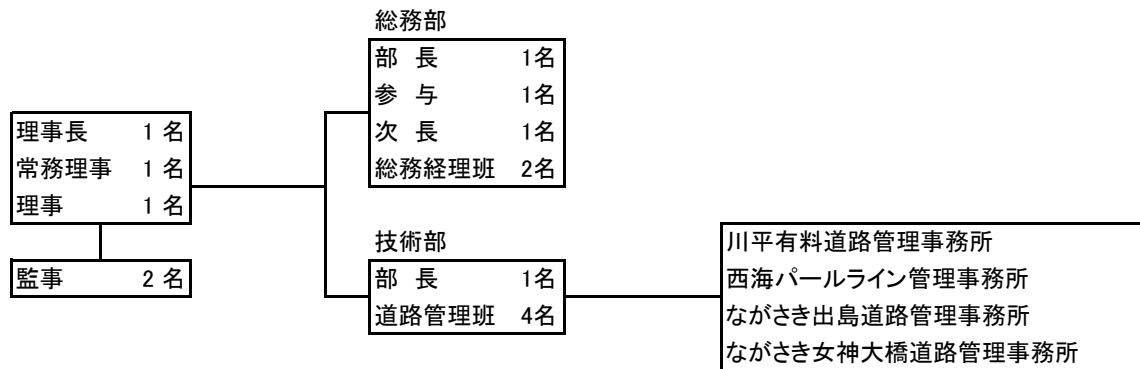 総務部
部 長 1名
参 与 1名
次 長 1名
総務経理班 2名
理事長 1 名
常務理事 1 名
理事 1 名
監事 2 名
技術部
部 長 1名
道路管理班 4名
川平有料道路管理事務所
西海パールライン管理事務所
ながさき出島道路管理事務所
ながさき女神大橋道路管理事務所